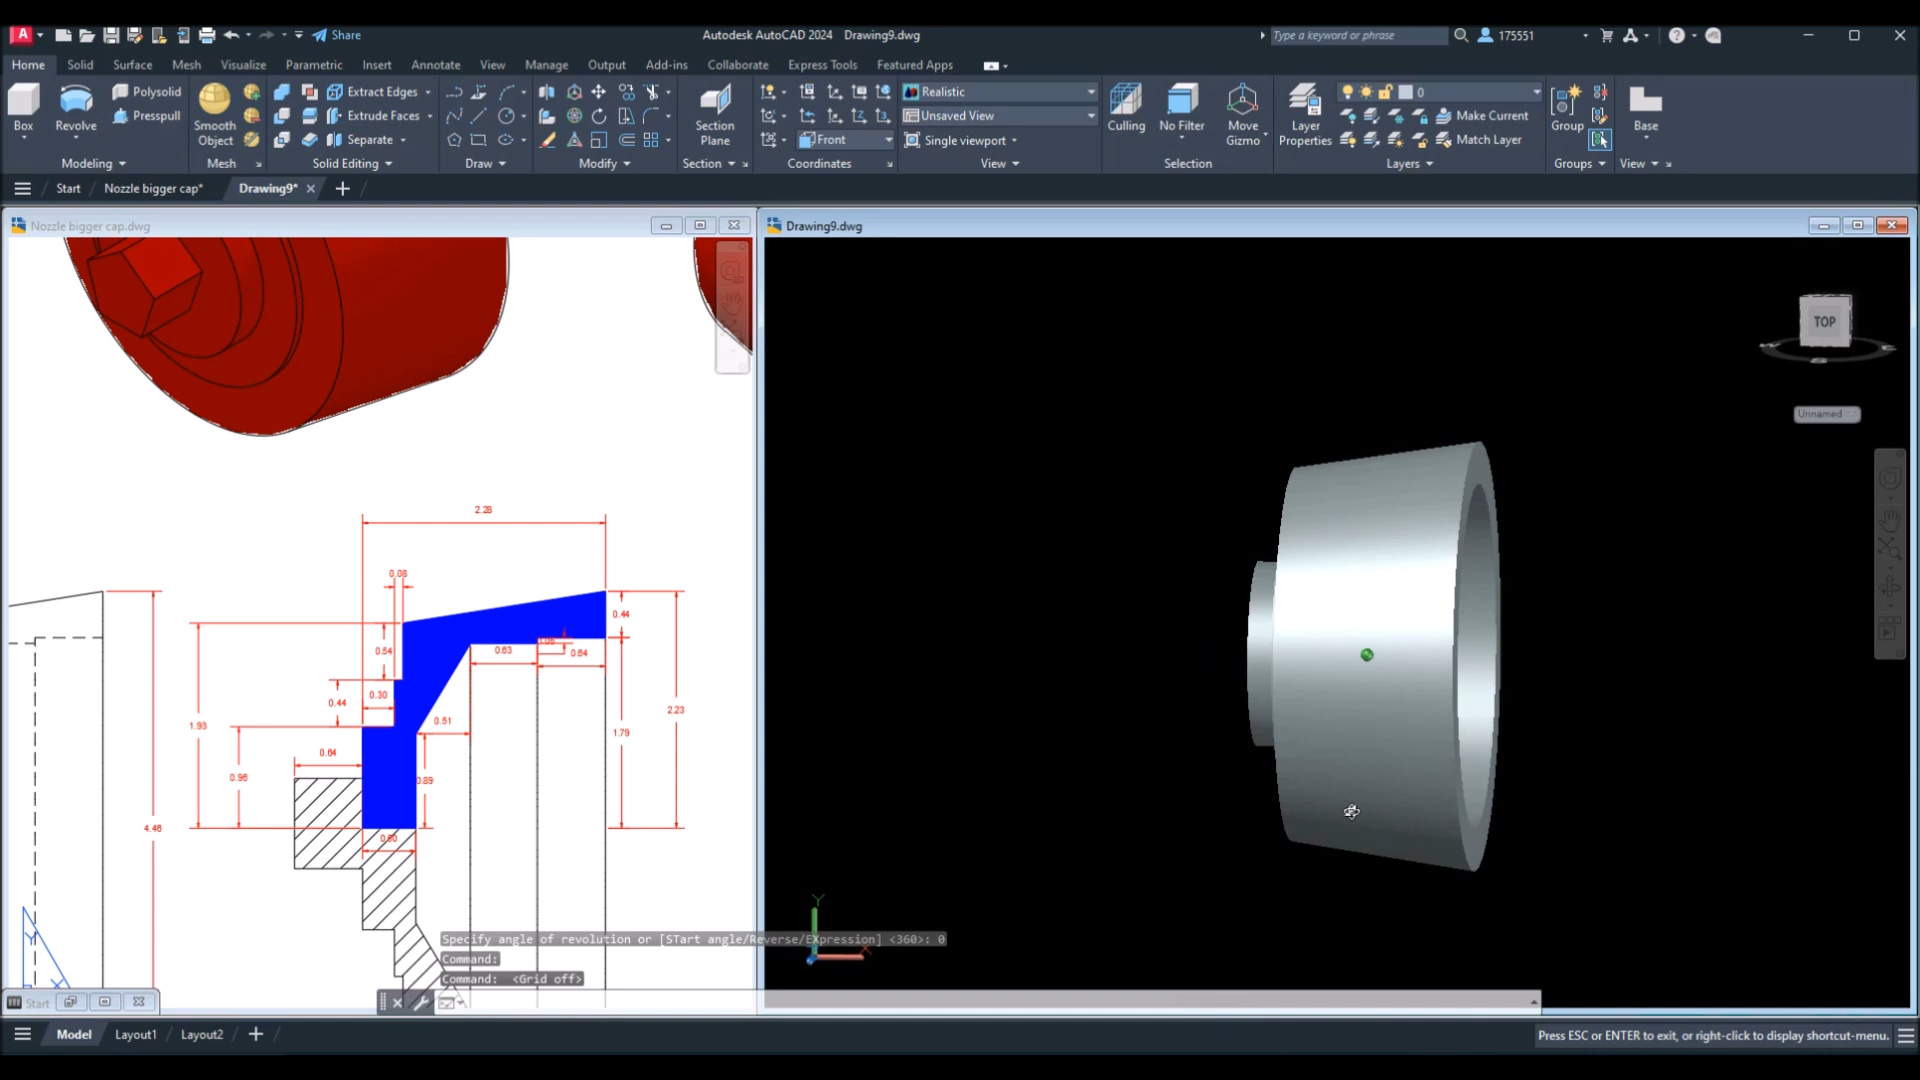 A Share Autodesk AutoCAD 2024 Drawing9.dwg Type a keyword or phrase 175551
Home Solid Surface Mesh Visualize Parametric Insert Annotate View Manage Output Add-ins Collaborate Express Tools Featured Apps
Polysolid Extract Edges Realistic 0
Presspull Extrude Faces Unsaved View Make Current
Box Revolve Smooth Object Separate Section Plane Front Single viewport Culling No Filter Move Gizmo Layer Properties Match Layer Group Base
Modeling Mesh Solid Editing Draw Modify Section Coordinates View Selection Layers Groups View
Start Nozzle bigger cap* Drawing9*
Nozzle bigger cap.dwg
Drawing9.dwg
TOP
Unnamed
2.28
0.08
0.44
0.54
0.63
0.64
0.30
0.44
2.23
0.51
1.93
1.79
0.64
0.96
0.89
4.46
Y
X
Specify angle of revolution or [STart angle/Reverse/EXpression] <360>: 0
Command:
Command: <Grid off>
Start
Model Layout1 Layout2
Press ESC or ENTER to exit, or right-click to display shortcut-menu.